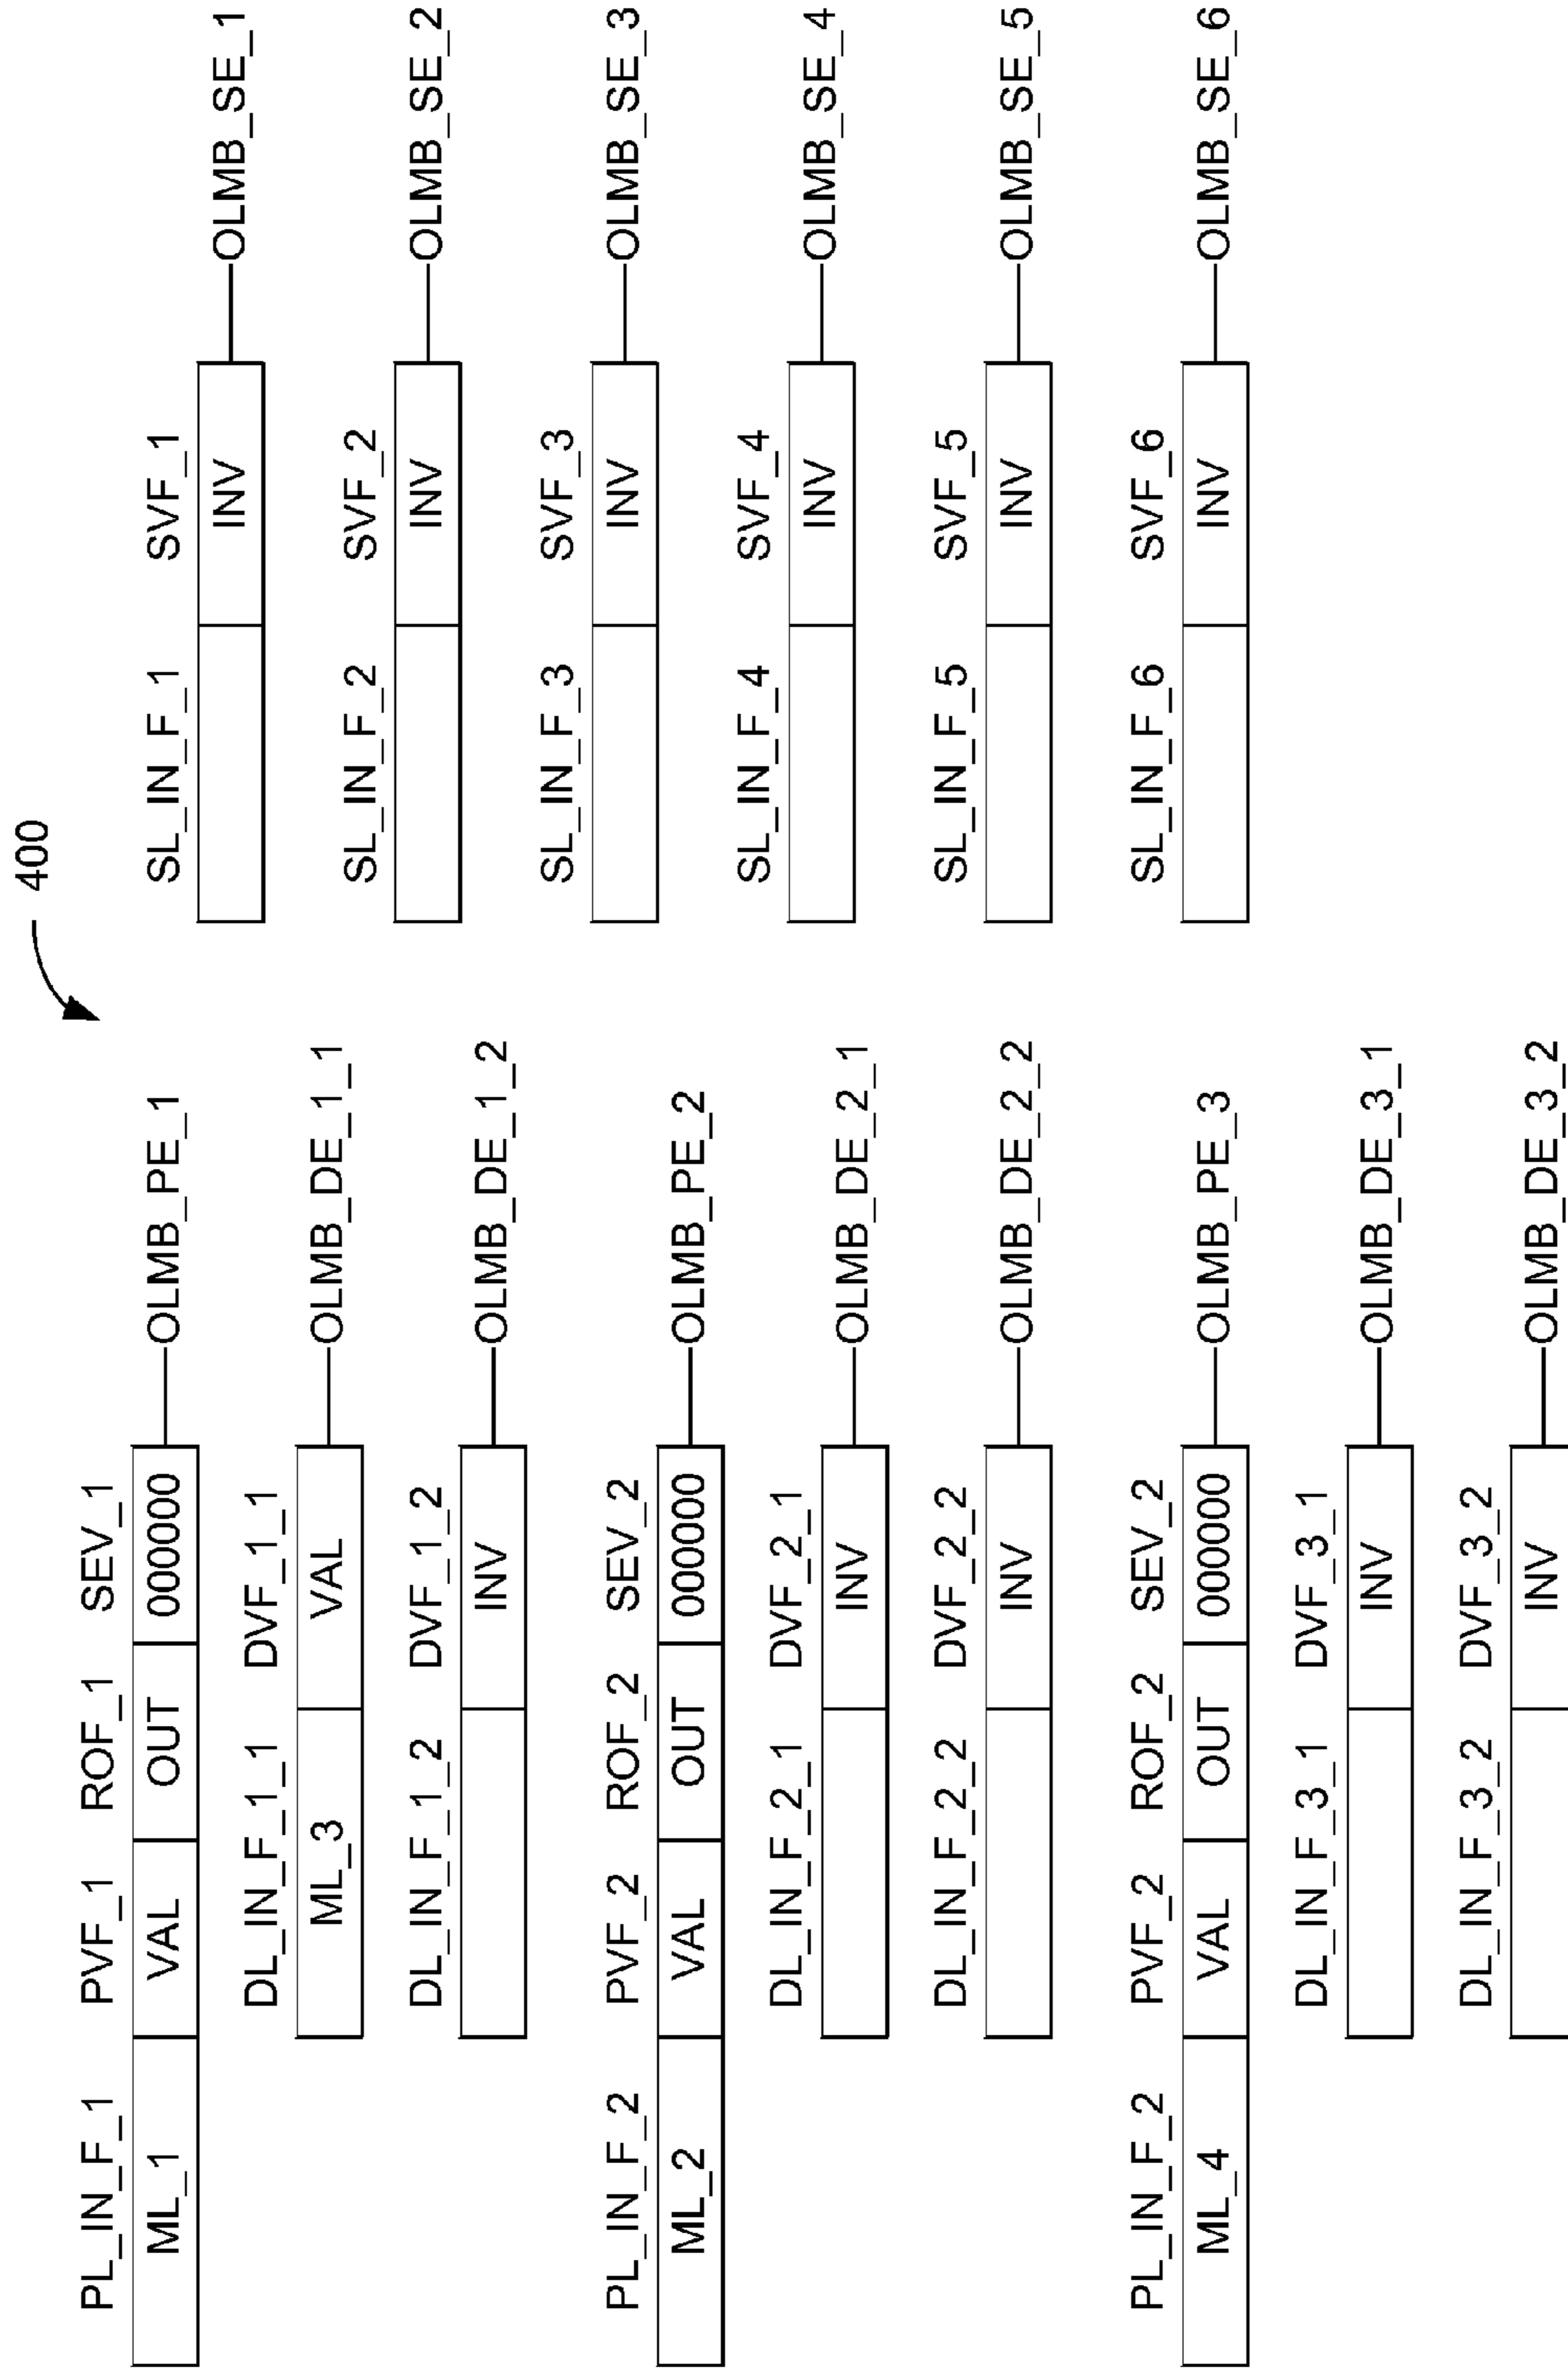 400
PL_IN_F_1 PVF_1 ROF_1 SEV_1
ML_1 VAL OUT 000000 OLMB_PE_1
DL_IN_F_1_1 DVF_1_1
ML_3 VAL OLMB_DE_1_1
DL_IN_F_1_2 DVF_1_2
INV OLMB_DE_1_2
PL_IN_F_2 PVF_2 ROF_2 SEV_2
ML_2 VAL OUT 000000 OLMB_PE_2
DL_IN_F_2_1 DVF_2_1
INV OLMB_DE_2_1
DL_IN_F_2_2 DVF_2_2
INV OLMB_DE_2_2
PL_IN_F_2 PVF_2 ROF_2 SEV_2
ML_4 VAL OUT 000000 OLMB_PE_3
DL_IN_F_3_1 DVF_3_1
INV OLMB_DE_3_1
DL_IN_F_3_2 DVF_3_2
INV OLMB_DE_3_2
SL_IN_F_1 SVF_1
INV OLMB_SE_1
SL_IN_F_2 SVF_2
INV OLMB_SE_2
SL_IN_F_3 SVF_3
INV OLMB_SE_3
SL_IN_F_4 SVF_4
INV OLMB_SE_4
SL_IN_F_5 SVF_5
INV OLMB_SE_5
SL_IN_F_6 SVF_6
INV OLMB_SE_6